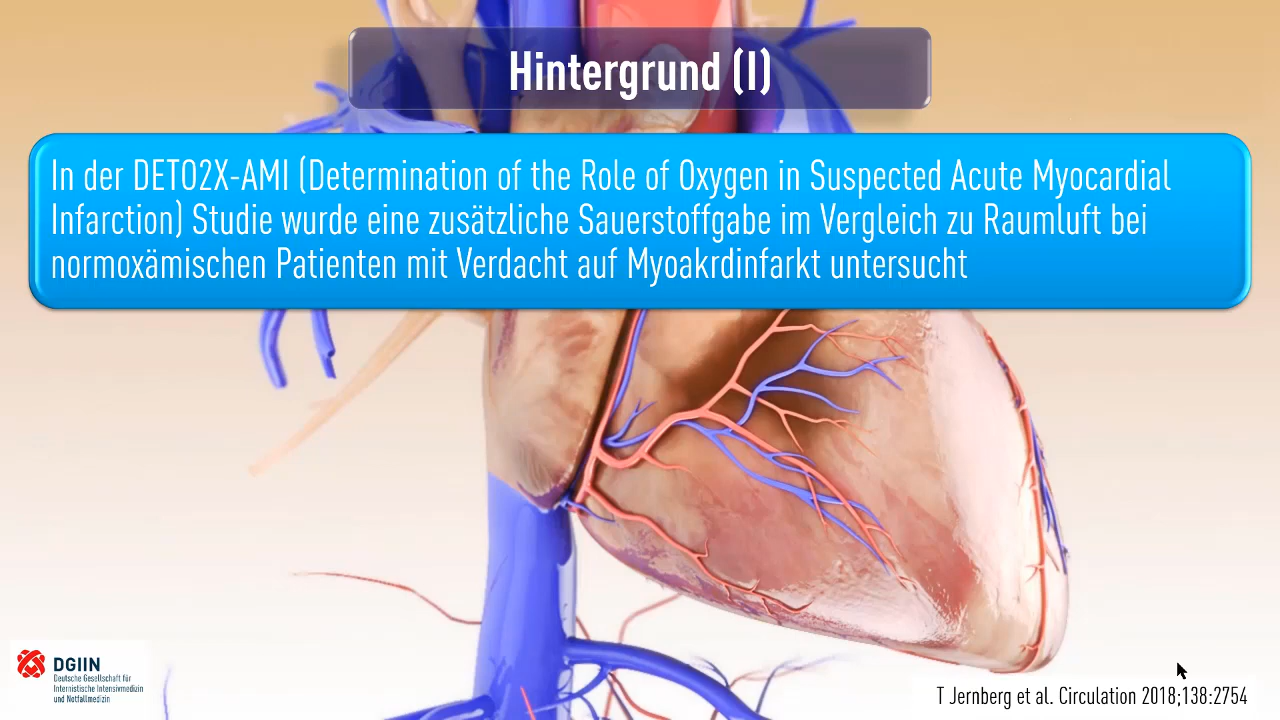 Hintergrund (I)
In der DETO2X-AMI (Determination of the Role of Oxygen in Suspected Acute Myocardial
Infarction) Studie wurde eine zusätzliche Sauerstoffgabe im Vergleich zu Raumluft bei
normoxämischen Patienten mit Verdacht auf Myoakrdinfarkt untersucht
DGIIN
Deutsche Gesellschaft für
Internistische Intensivmedizin
und Notfallmedizin
T Jernberg et al. Circulation 2018;138:2754